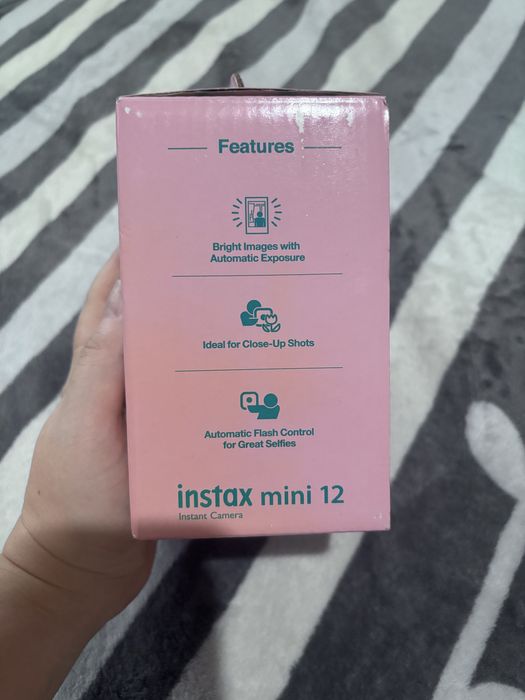 Features
Bright Images with
Automatic Exposure
Ideal for Close-Up Shots
Automatic Flash Control
for Great Selfies
instax mini 12
Instant Camera